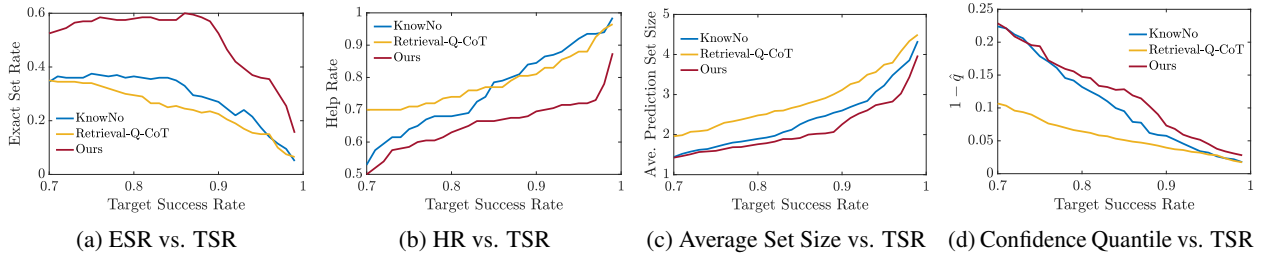 Exact Set Rate
0.6
0.4
0.2
0
0.7
0.8
0.9
1
KnowNo
Retrieval-Q-CoT
Ours
Target Success Rate
(a) ESR vs. TSR
Help Rate
1
0.9
0.8
0.7
0.6
0.5
0.7
0.8
0.9
1
KnowNo
Retrieval-Q-CoT
Ours
Target Success Rate
(b) HR vs. TSR
Ave. Prediction Set Size
5
4
3
2
1
0.7
0.8
0.9
1
KnowNo
Retrieval-Q-CoT
Ours
Target Success Rate
(c) Average Set Size vs. TSR
1 − q̂
0.25
0.2
0.15
0.1
0.05
0
0.7
0.8
0.9
1
KnowNo
Retrieval-Q-CoT
Ours
Target Success Rate
(d) Confidence Quantile vs. TSR